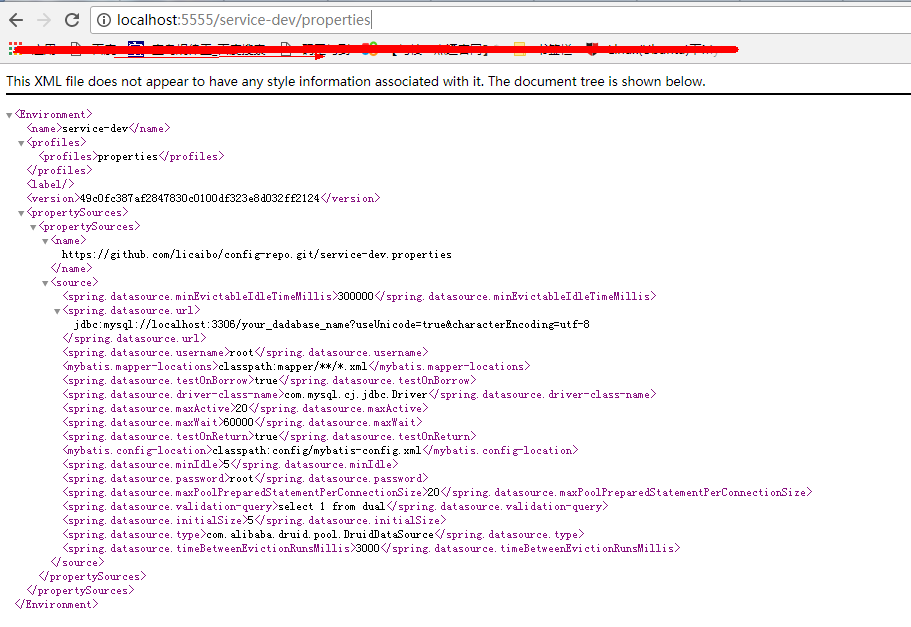 localhost:5555/service-dev/properties
This XML file does not appear to have any style information associated with it. The document tree is shown below.
<Environment>
<name>service-dev</name>
<profiles>
<profiles>properties</profiles>
</profiles>
<label/>
<version>49c0fc387af2847830c0100df323e8d032ff2124</version>
<propertySources>
<propertySources>
<name>
https://github.com/licaibo/config-repo.git/service-dev.properties
</name>
<source>
<spring.datasource.minEvictableIdleTimeMillis>300000</spring.datasource.minEvictableIdleTimeMillis>
<spring.datasource.url>
jdbc:mysql://localhost:3306/your_dadabase_name?useUnicode=true&characterEncoding=utf-8
</spring.datasource.url>
<spring.datasource.username>root</spring.datasource.username>
<mybatis.mapper-locations>classpath:mapper/**/*.xml</mybatis.mapper-locations>
<spring.datasource.testOnBorrow>true</spring.datasource.testOnBorrow>
<spring.datasource.driver-class-name>com.mysql.cj.jdbc.Driver</spring.datasource.driver-class-name>
<spring.datasource.maxActive>20</spring.datasource.maxActive>
<spring.datasource.maxWait>60000</spring.datasource.maxWait>
<spring.datasource.testOnReturn>true</spring.datasource.testOnReturn>
<mybatis.config-location>classpath:config/mybatis-config.xml</mybatis.config-location>
<spring.datasource.minIdle>5</spring.datasource.minIdle>
<spring.datasource.password>root</spring.datasource.password>
<spring.datasource.maxPoolPreparedStatementPerConnectionSize>20</spring.datasource.maxPoolPreparedStatementPerConnectionSize>
<spring.datasource.validation-query>select 1 from dual</spring.datasource.validation-query>
<spring.datasource.initialSize>5</spring.datasource.initialSize>
<spring.datasource.type>com.alibaba.druid.pool.DruidDataSource</spring.datasource.type>
<spring.datasource.timeBetweenEvictionRunsMillis>3000</spring.datasource.timeBetweenEvictionRunsMillis>
</source>
</propertySources>
</propertySources>
</Environment>